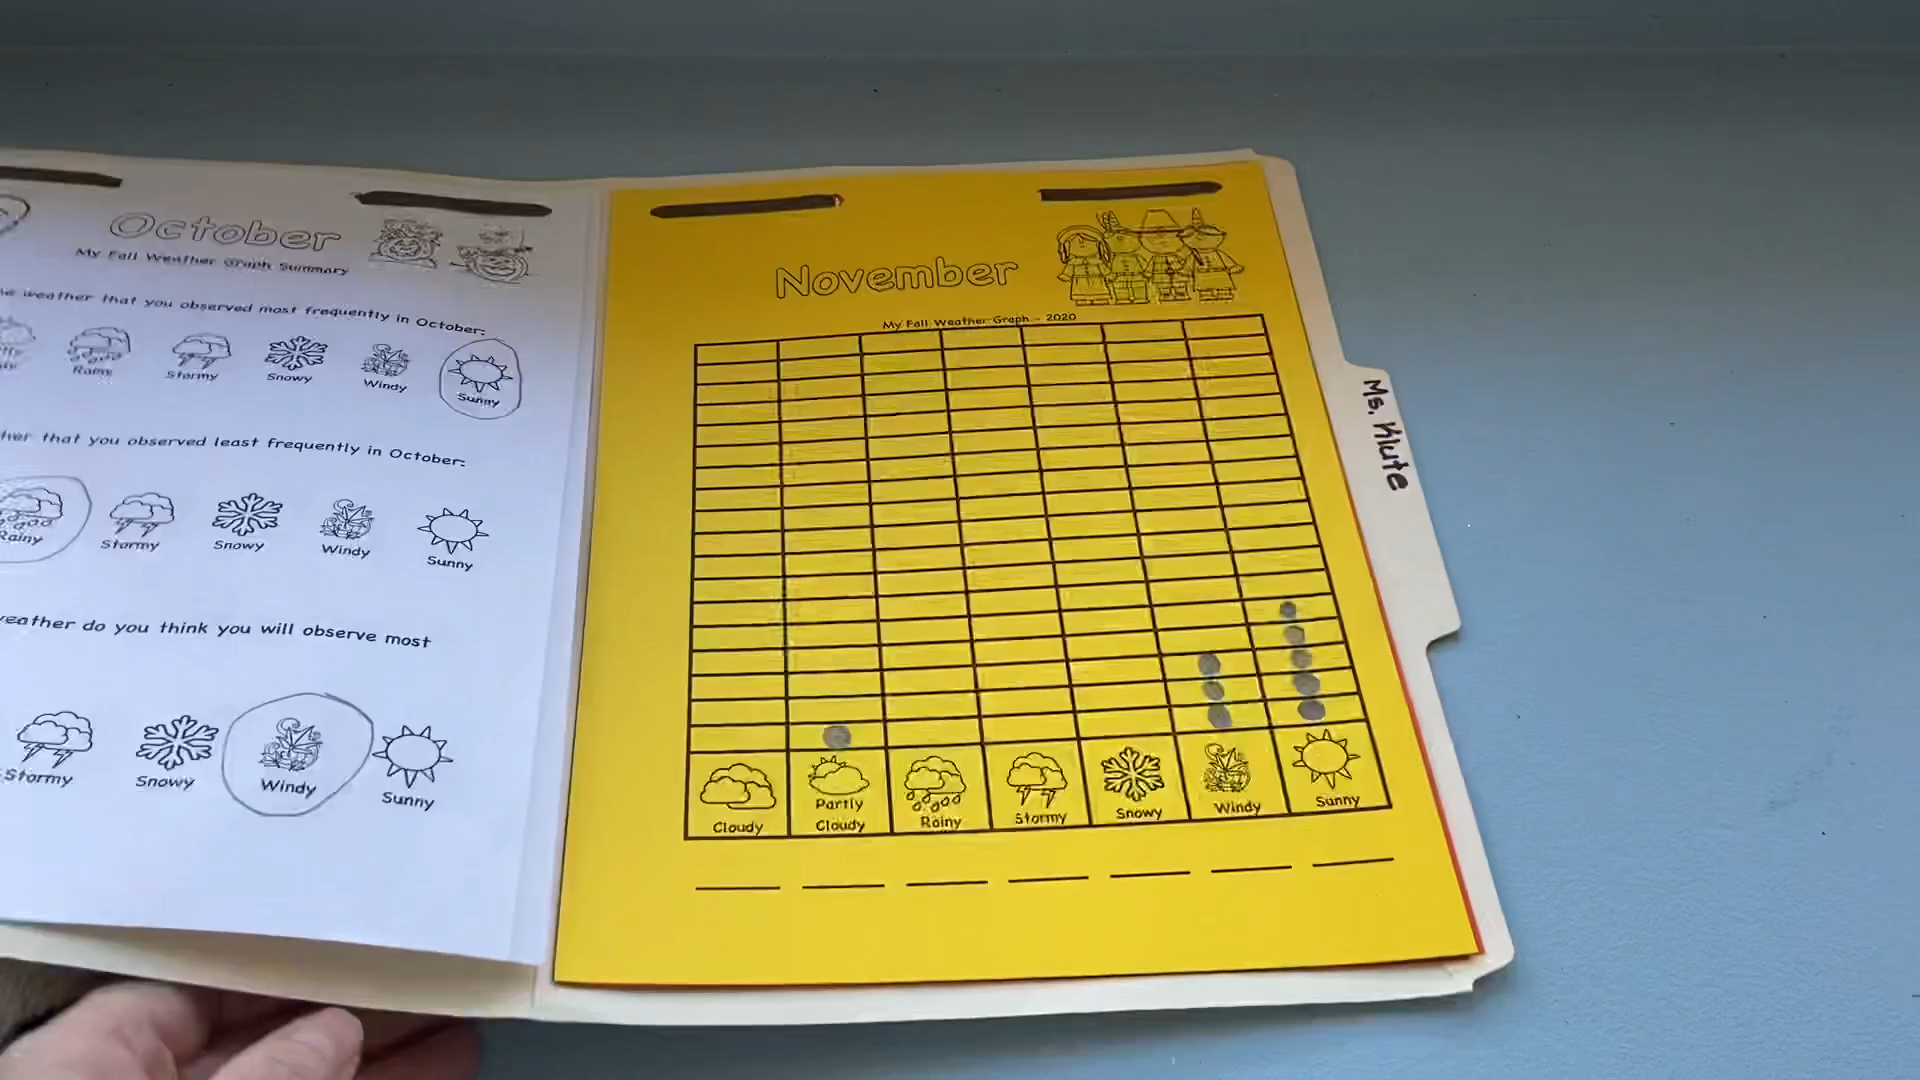 October
My Fall Weather Graph Summary
weather that you observed most frequently in October:
Rainy Stormy Snowy Windy Sunny
that you observed least frequently in October:
Rainy Stormy Snowy Windy Sunny
weather do you think you will observe most
Stormy Snowy Windy Sunny
November
My Fall Weather Graph - 2020
Cloudy Partly Cloudy Rainy Stormy Snowy Windy Sunny
Ms. Klute